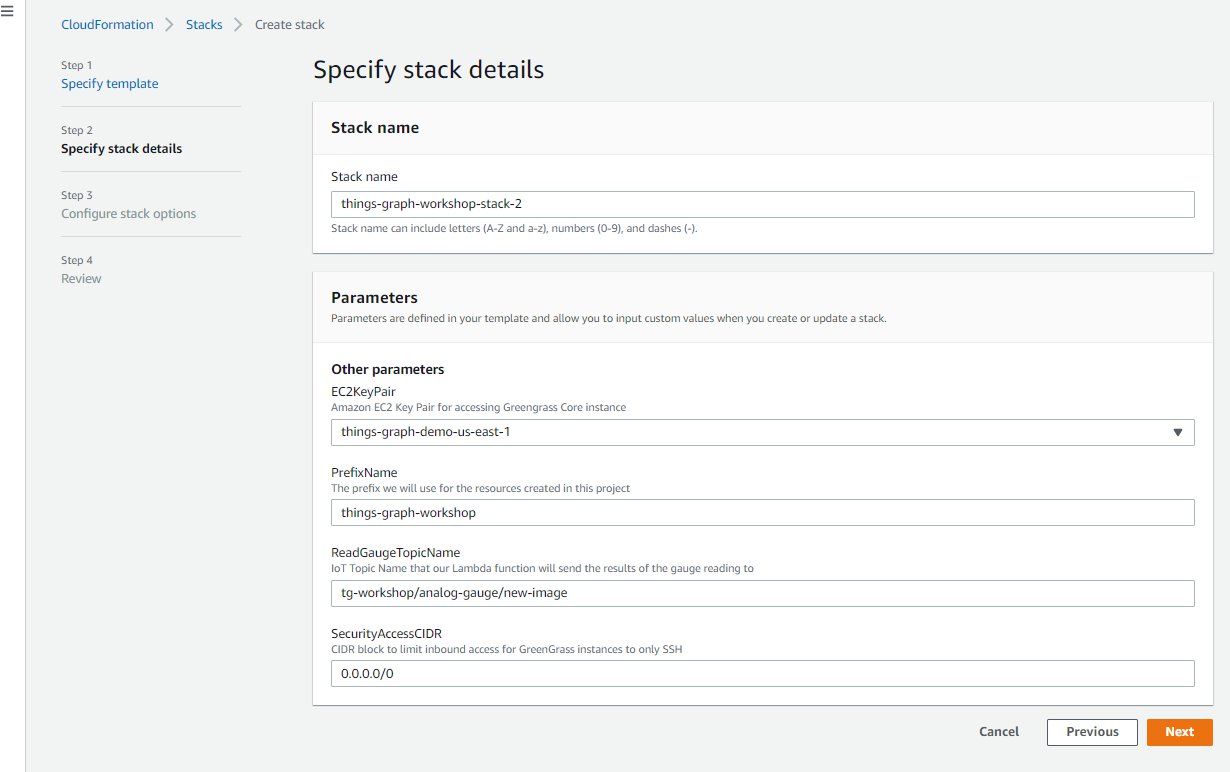 CloudFormation > Stacks > Create stack
Step 1
Specify template
Step 2
Specify stack details
Step 3
Configure stack options
Step 4
Review
Specify stack details
Stack name
Stack name
things-graph-workshop-stack-2
Stack name can include letters (A-Z and a-z), numbers (0-9), and dashes (-).
Parameters
Parameters are defined in your template and allow you to input custom values when you create or update a stack.
Other parameters
EC2KeyPair
Amazon EC2 Key Pair for accessing Greengrass Core instance
things-graph-demo-us-east-1
PrefixName
The prefix we will use for the resources created in this project
things-graph-workshop
ReadGaugeTopicName
IoT Topic Name that our Lambda function will send the results of the gauge reading to
tg-workshop/analog-gauge/new-image
SecurityAccessCIDR
CIDR block to limit inbound access for GreenGrass instances to only SSH
0.0.0.0/0
Cancel Previous Next